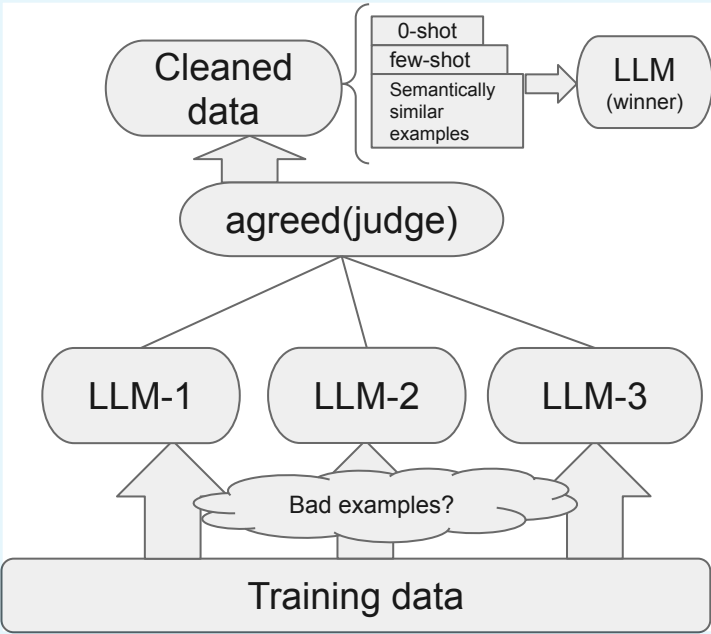 Cleaned
data
0-shot
few-shot
Semantically
similar
examples
LLM
(winner)
agreed(judge)
LLM-1
LLM-2
LLM-3
Bad examples?
Training data